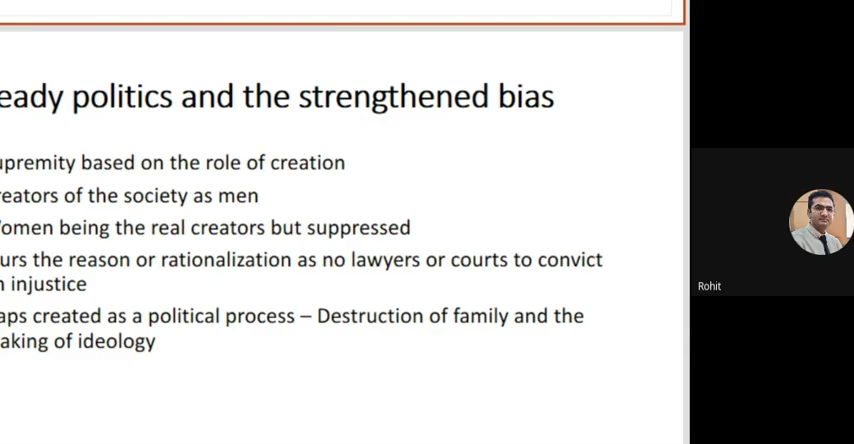 eady politics and the strengthened bias
upremity based on the role of creation
reators of the society as men
omen being the real creators but suppressed
urs the reason or rationalization as no lawyers or courts to convict
n injustice
aps created as a political process – Destruction of family and the
aking of ideology
Rohit